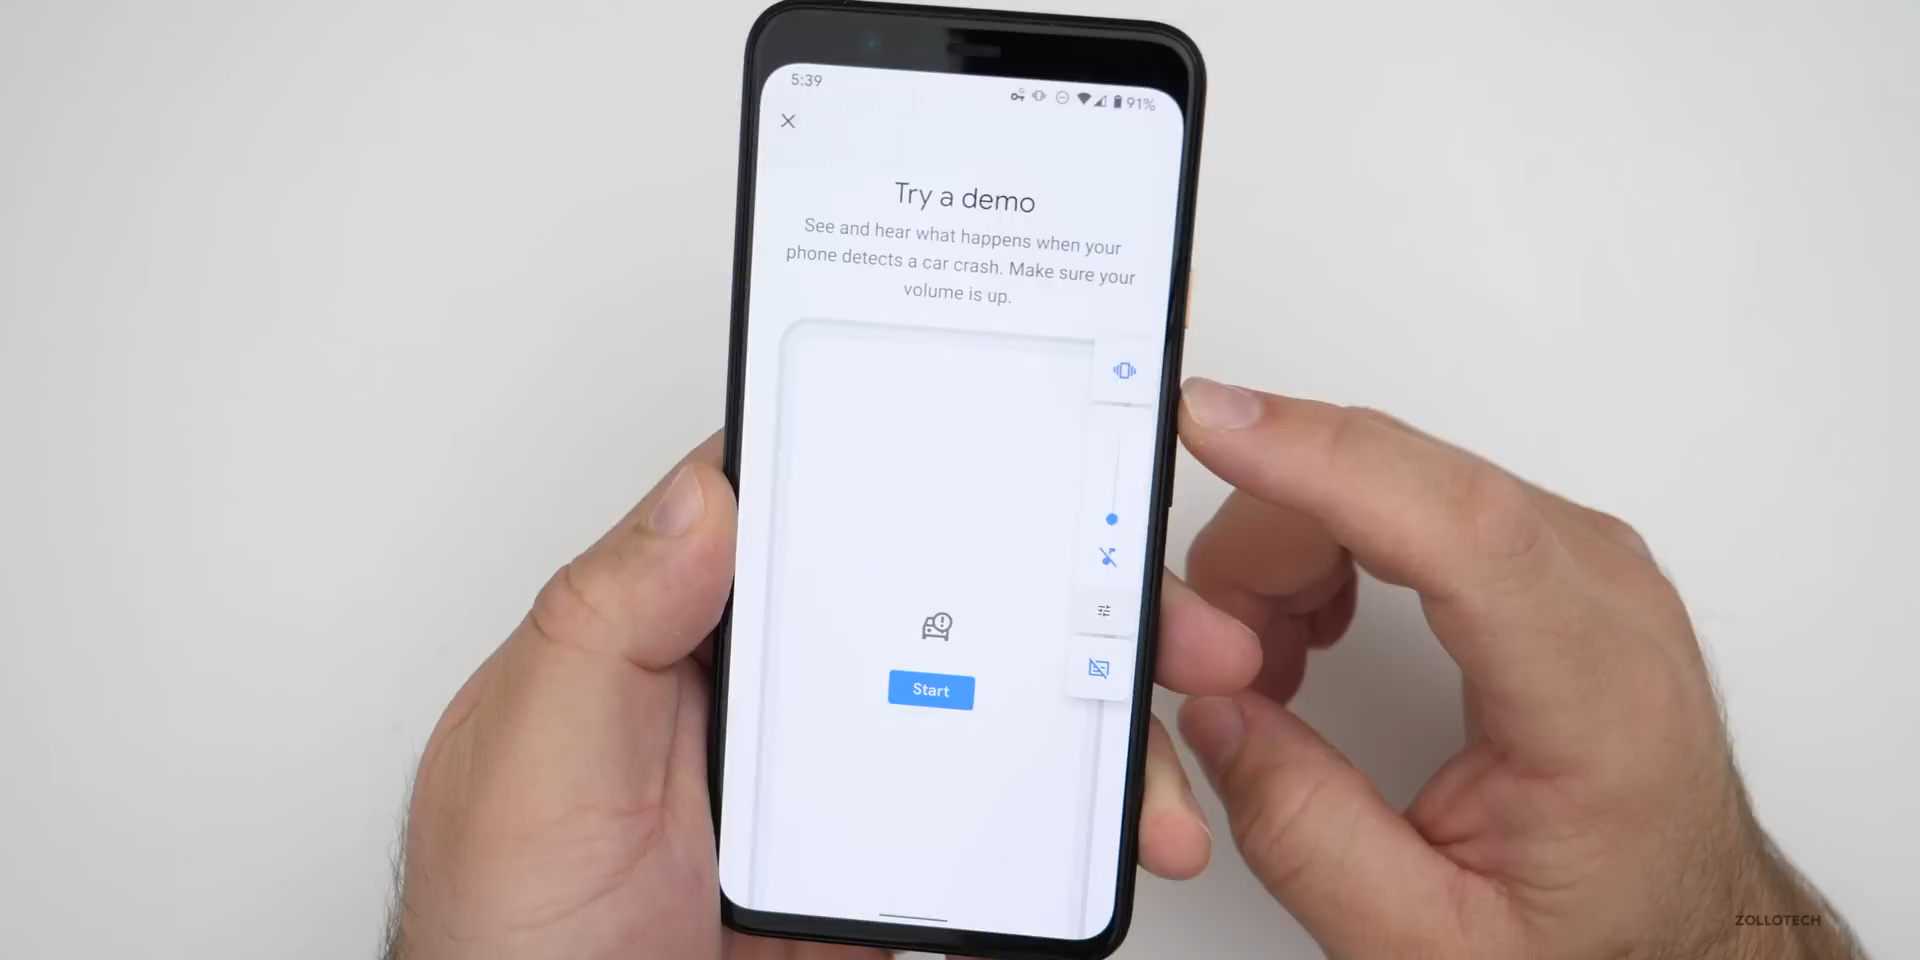 5:39
91%
Try a demo
See and hear what happens when your
phone detects a car crash. Make sure your
volume is up.
Start
ZOLLOTECH